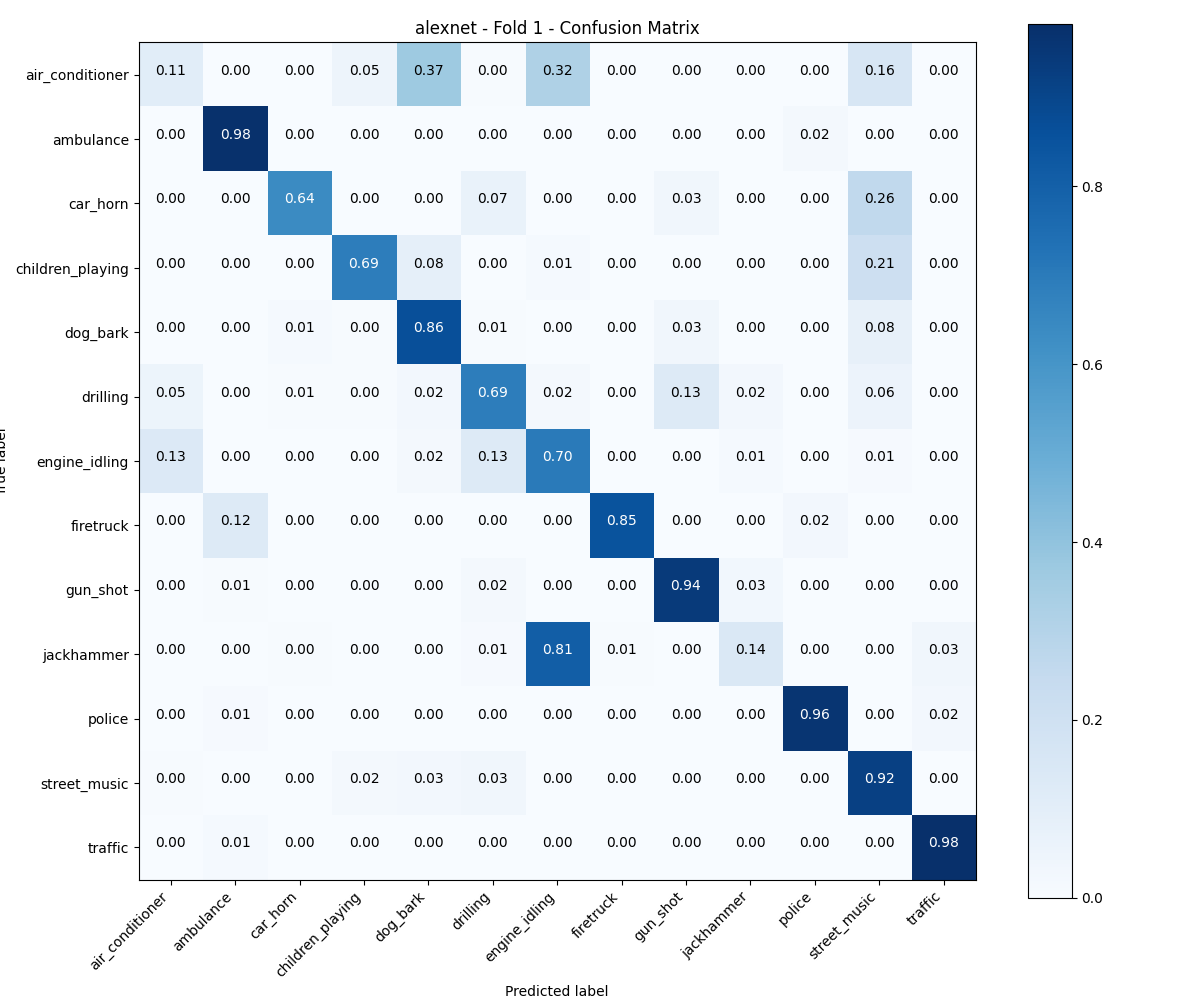 alexnet - Fold 1 - Confusion Matrix
air_conditioner 0.11 0.00 0.00 0.05 0.37 0.00 0.32 0.00 0.00 0.00 0.00 0.16 0.00
ambulance 0.00 0.98 0.00 0.00 0.00 0.00 0.00 0.00 0.00 0.00 0.02 0.00 0.00
car_horn 0.00 0.00 0.64 0.00 0.00 0.07 0.00 0.00 0.03 0.00 0.00 0.26 0.00
children_playing 0.00 0.00 0.00 0.69 0.08 0.00 0.01 0.00 0.00 0.00 0.00 0.21 0.00
dog_bark 0.00 0.00 0.01 0.00 0.86 0.01 0.00 0.00 0.03 0.00 0.00 0.08 0.00
drilling 0.05 0.00 0.01 0.00 0.02 0.69 0.02 0.00 0.13 0.02 0.00 0.06 0.00
engine_idling 0.13 0.00 0.00 0.00 0.02 0.13 0.70 0.00 0.00 0.01 0.00 0.01 0.00
firetruck 0.00 0.12 0.00 0.00 0.00 0.00 0.00 0.85 0.00 0.00 0.02 0.00 0.00
gun_shot 0.00 0.01 0.00 0.00 0.00 0.02 0.00 0.00 0.94 0.03 0.00 0.00 0.00
jackhammer 0.00 0.00 0.00 0.00 0.00 0.01 0.81 0.01 0.00 0.14 0.00 0.00 0.03
police 0.00 0.01 0.00 0.00 0.00 0.00 0.00 0.00 0.00 0.00 0.96 0.00 0.02
street_music 0.00 0.00 0.00 0.02 0.03 0.03 0.00 0.00 0.00 0.00 0.00 0.92 0.00
traffic 0.00 0.01 0.00 0.00 0.00 0.00 0.00 0.00 0.00 0.00 0.00 0.00 0.98
air_conditioner ambulance car_horn children_playing dog_bark drilling engine_idling firetruck gun_shot jackhammer police street_music traffic
Predicted label
label
0.8
0.6
0.4
0.2
0.0